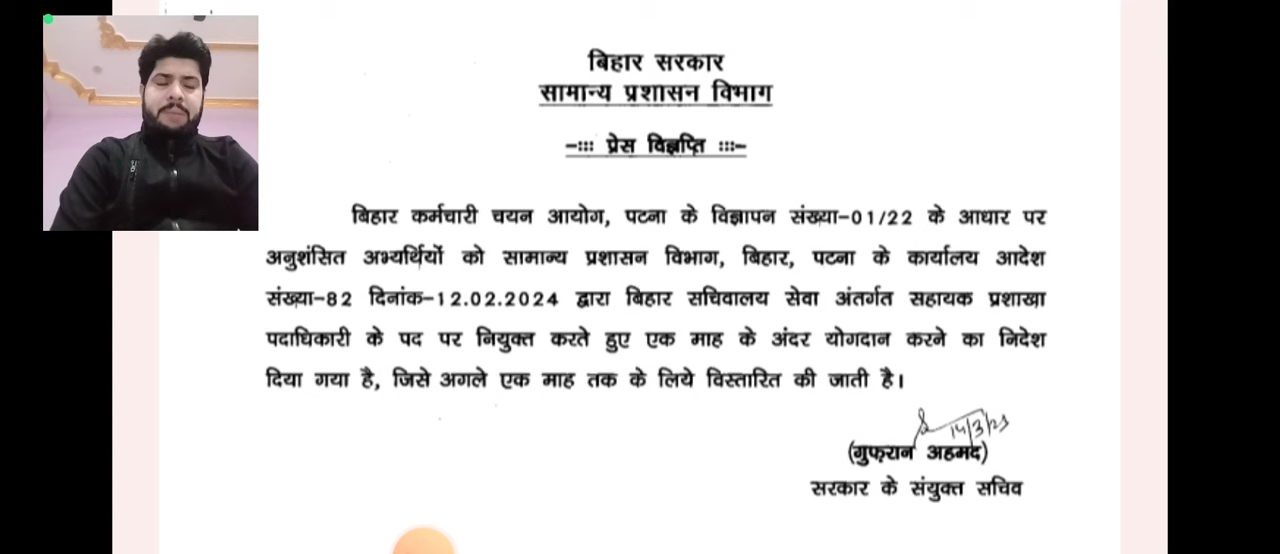 बिहार सरकार
सामान्य प्रशासन विभाग
-::: प्रेस विज्ञप्ति :::-
बिहार कर्मचारी चयन आयोग, पटना के विज्ञापन संख्या-01/22 के आधार पर
अनुशंसित अभ्यर्थियों को सामान्य प्रशासन विभाग, बिहार, पटना के कार्यालय आदेश
संख्या-82 दिनांक-12.02.2024 द्वारा बिहार सचिवालय सेवा अंतर्गत सहायक प्रशाखा
पदाधिकारी के पद पर नियुक्त करते हुए एक माह के अंदर योगदान करने का निदेश
दिया गया है, जिसे अगले एक माह तक के लिये विस्तारित की जाती है।
(गुफ़रान अहमद)
सरकार के संयुक्त सचिव